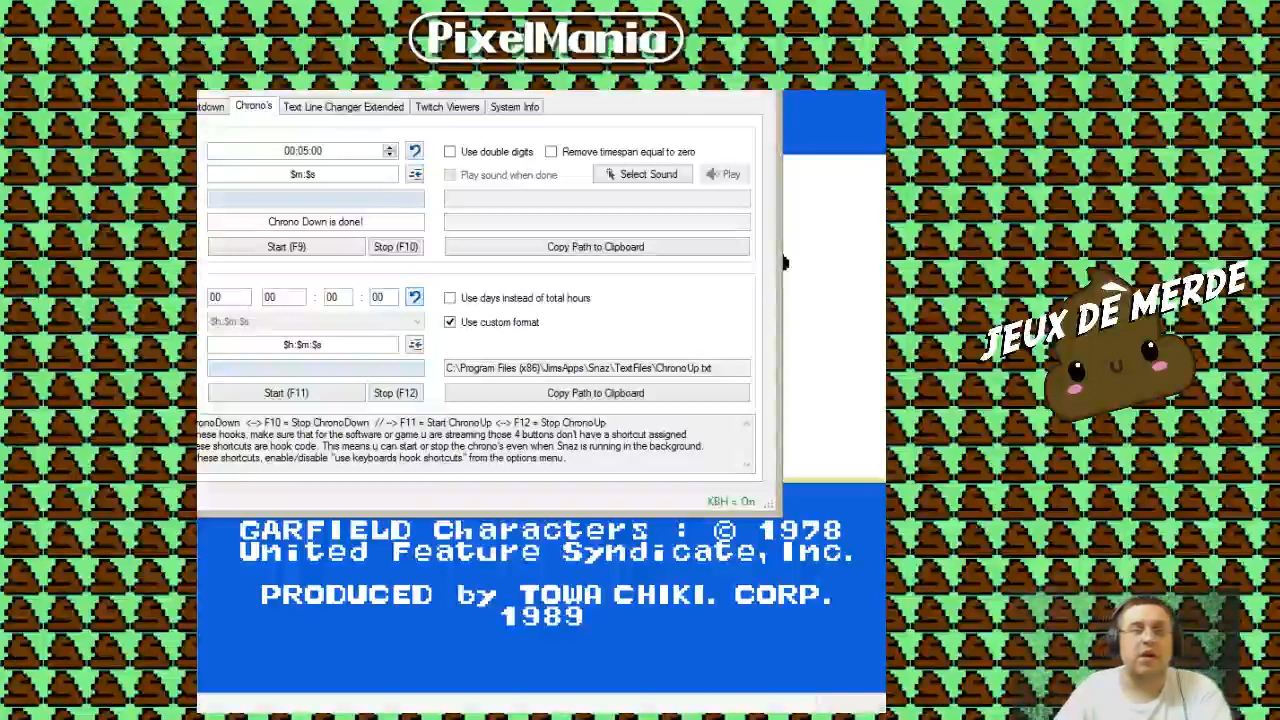 PixelMania
tdown Chrono's Text Line Changer Extended Twitch Viewers System Info
00:05:00 Use double digits Remove timespan equal to zero
$m:$s Play sound when done Select Sound Play
Chrono Down is done!
Start (F9) Stop (F10) Copy Path to Clipboard
00 00 : 00 : 00 Use days instead of total hours
$h:$m:$s Use custom format
$h:$m:$s
C:\Program Files (x86)\JimsApps\Snaz\TextFiles\ChronoUp.txt
Start (F11) Stop (F12) Copy Path to Clipboard
ronoDown <--> F10 = Stop ChronoDown // --> F11 = Start ChronoUp <--> F12 = Stop ChronoUp
hese hooks, make sure that for the software or game u are streaming those 4 buttons don't have a shortcut assigned
ese shortcuts are hook code. This means u can start or stop the chrono's even when Snaz is running in the background.
hese shortcuts, enable/disable "use keyboards hook shortcuts" from the options menu.
KBH = On
JEUX DE MERDE
GARFIELD Characters : © 1978
United Feature Syndicate, Inc.
PRODUCED by TOWA CHIKI. CORP.
1989